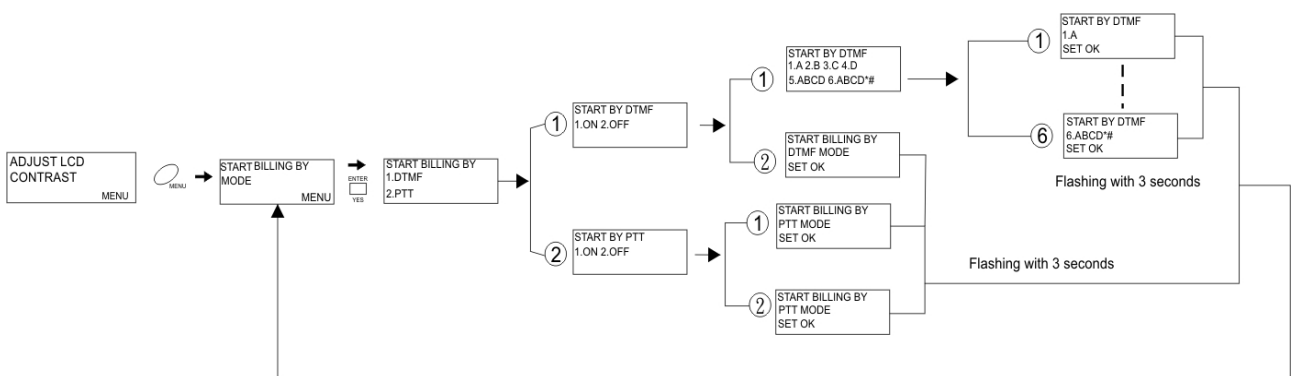 ADJUST LCD
CONTRAST
MENU
MENU
START BILLING BY
MODE
MENU
ENTER
YES
START BILLING BY
1.DTMF
2.PTT
1
START BY DTMF
1.ON 2.OFF
2
START BY PTT
1.ON 2.OFF
1
START BY DTMF
1.A 2.B 3.C 4.D
5.ABCD 6.ABCD*#
2
START BILLING BY
DTMF MODE
SET OK
1
START BILLING BY
PTT MODE
SET OK
2
START BILLING BY
PTT MODE
SET OK
1
START BY DTMF
1.A
SET OK
6
START BY DTMF
6.ABCD*#
SET OK
Flashing with 3 seconds
Flashing with 3 seconds